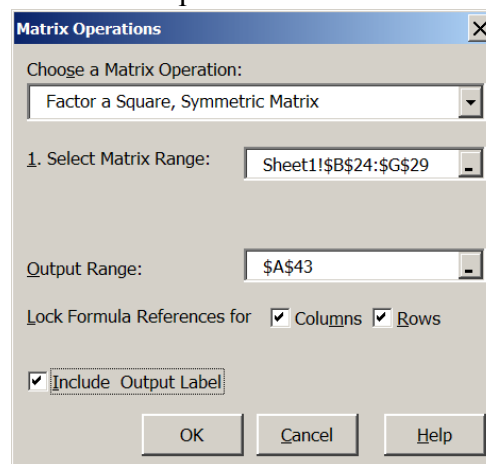 Matrix Operations
Choose a Matrix Operation:
Factor a Square, Symmetric Matrix
1. Select Matrix Range: Sheet1!$B$24:$G$29
Output Range: $A$43
Lock Formula References for Columns Rows
Include Output Label
OK Cancel Help